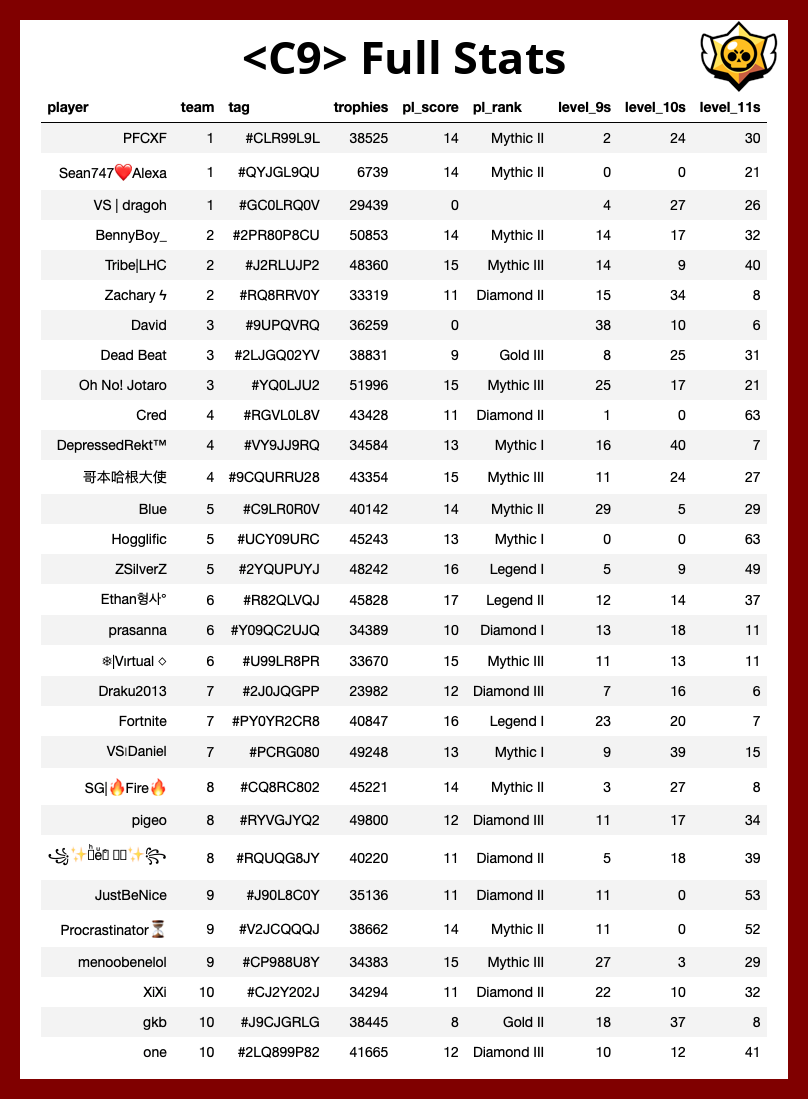 <C9> Full Stats
player team tag trophies pl_score pl_rank level_9s level_10s level_11s
PFCXF 1 #CLR99L9L 38525 14 Mythic II 2 24 30
Sean747❤️Alexa 1 #QYJGL9QU 6739 14 Mythic II 0 0 21
VS | dragoh 1 #GC0LRQ0V 29439 0 4 27 26
BennyBoy_ 2 #2PR80P8CU 50853 14 Mythic II 14 17 32
Tribe|LHC 2 #J2RLUJP2 48360 15 Mythic III 14 9 40
Zachary ϟ 2 #RQ8RRV0Y 33319 11 Diamond II 15 34 8
David 3 #9UPQVRQ 36259 0 38 10 6
Dead Beat 3 #2LJGQ02YV 38831 9 Gold III 8 25 31
Oh No! Jotaro 3 #YQ0LJU2 51996 15 Mythic III 25 17 21
Cred 4 #RGVL0L8V 43428 11 Diamond II 1 0 63
DepressedRekt™ 4 #VY9JJ9RQ 34584 13 Mythic I 16 40 7
哥本哈根大使 4 #9CQURRU28 43354 15 Mythic III 11 24 27
Blue 5 #C9LR0R0V 40142 14 Mythic II 29 5 29
Hogglific 5 #UCY09URC 45243 13 Mythic I 0 0 63
ZSilverZ 5 #2YQUPUYJ 48242 16 Legend I 5 9 49
Ethan형사° 6 #R82QLVQJ 45828 17 Legend II 12 14 37
prasanna 6 #Y09QC2UJQ 34389 10 Diamond I 13 18 11
❄|Vırtual ◇ 6 #U99LR8PR 33670 15 Mythic III 11 13 11
Draku2013 7 #2J0JQGPP 23982 12 Diamond III 7 16 6
Fortnite 7 #PY0YR2CR8 40847 16 Legend I 23 20 7
VS|Daniel 7 #PCRG080 49248 13 Mythic I 9 39 15
SG|🔥Fire🔥 8 #CQ8RC802 45221 14 Mythic II 3 27 8
pigeo 8 #RYVGJYQ2 49800 12 Diamond III 11 17 34
8 #RQUQG8JY 40220 11 Diamond II 5 18 39
JustBeNice 9 #J90L8C0Y 35136 11 Diamond II 11 0 53
Procrastinator⏳ 9 #V2JCQQQJ 38662 14 Mythic II 11 0 52
menoobenelol 9 #CP988U8Y 34383 15 Mythic III 27 3 29
XiXi 10 #CJ2Y202J 34294 11 Diamond II 22 10 32
gkb 10 #J9CJGRLG 38445 8 Gold II 18 37 8
one 10 #2LQ899P82 41665 12 Diamond III 10 12 41